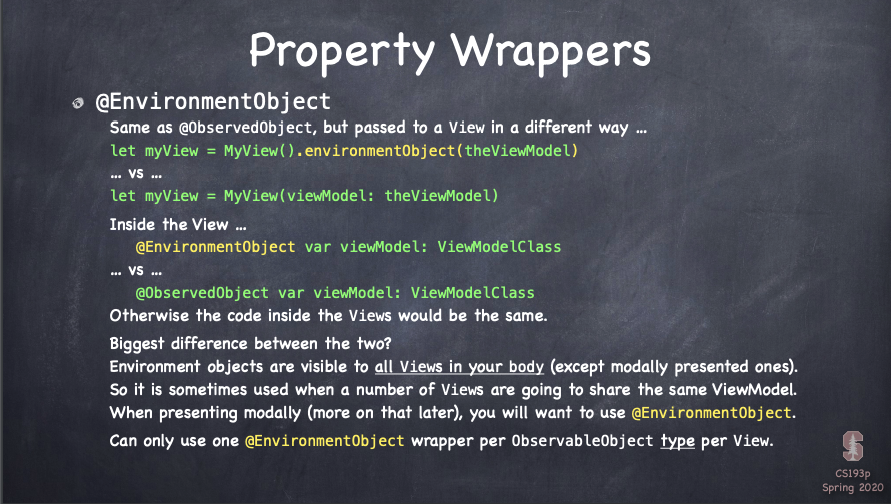 Property Wrappers
@EnvironmentObject
Same as @ObservedObject, but passed to a View in a different way ...
let myView = MyView().environmentObject(theViewModel)
... vs ...
let myView = MyView(viewModel: theViewModel)
Inside the View ...
@EnvironmentObject var viewModel: ViewModelClass
... vs ...
@ObservedObject var viewModel: ViewModelClass
Otherwise the code inside the Views would be the same.
Biggest difference between the two?
Environment objects are visible to all Views in your body (except modally presented ones).
So it is sometimes used when a number of Views are going to share the same ViewModel.
When presenting modally (more on that later), you will want to use @EnvironmentObject.
Can only use one @EnvironmentObject wrapper per ObservableObject type per View.
CS193p
Spring 2020